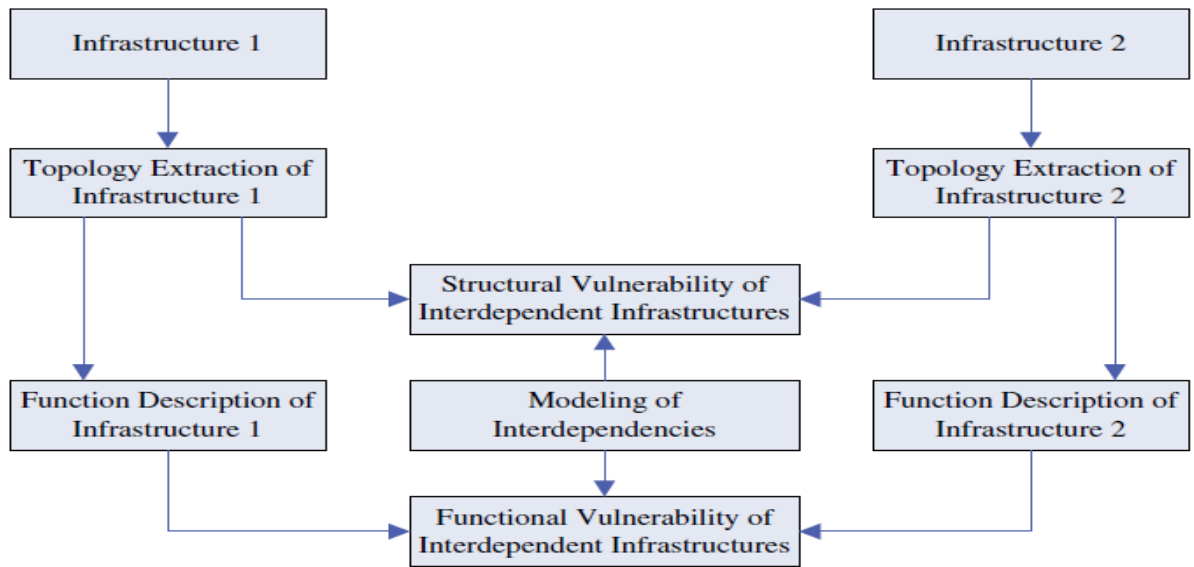 Infrastructure 1
Infrastructure 2
Topology Extraction of
Infrastructure 1
Topology Extraction of
Infrastructure 2
Structural Vulnerability of
Interdependent Infrastructures
Function Description of
Infrastructure 1
Modeling of
Interdependencies
Function Description of
Infrastructure 2
Functional Vulnerability of
Interdependent Infrastructures